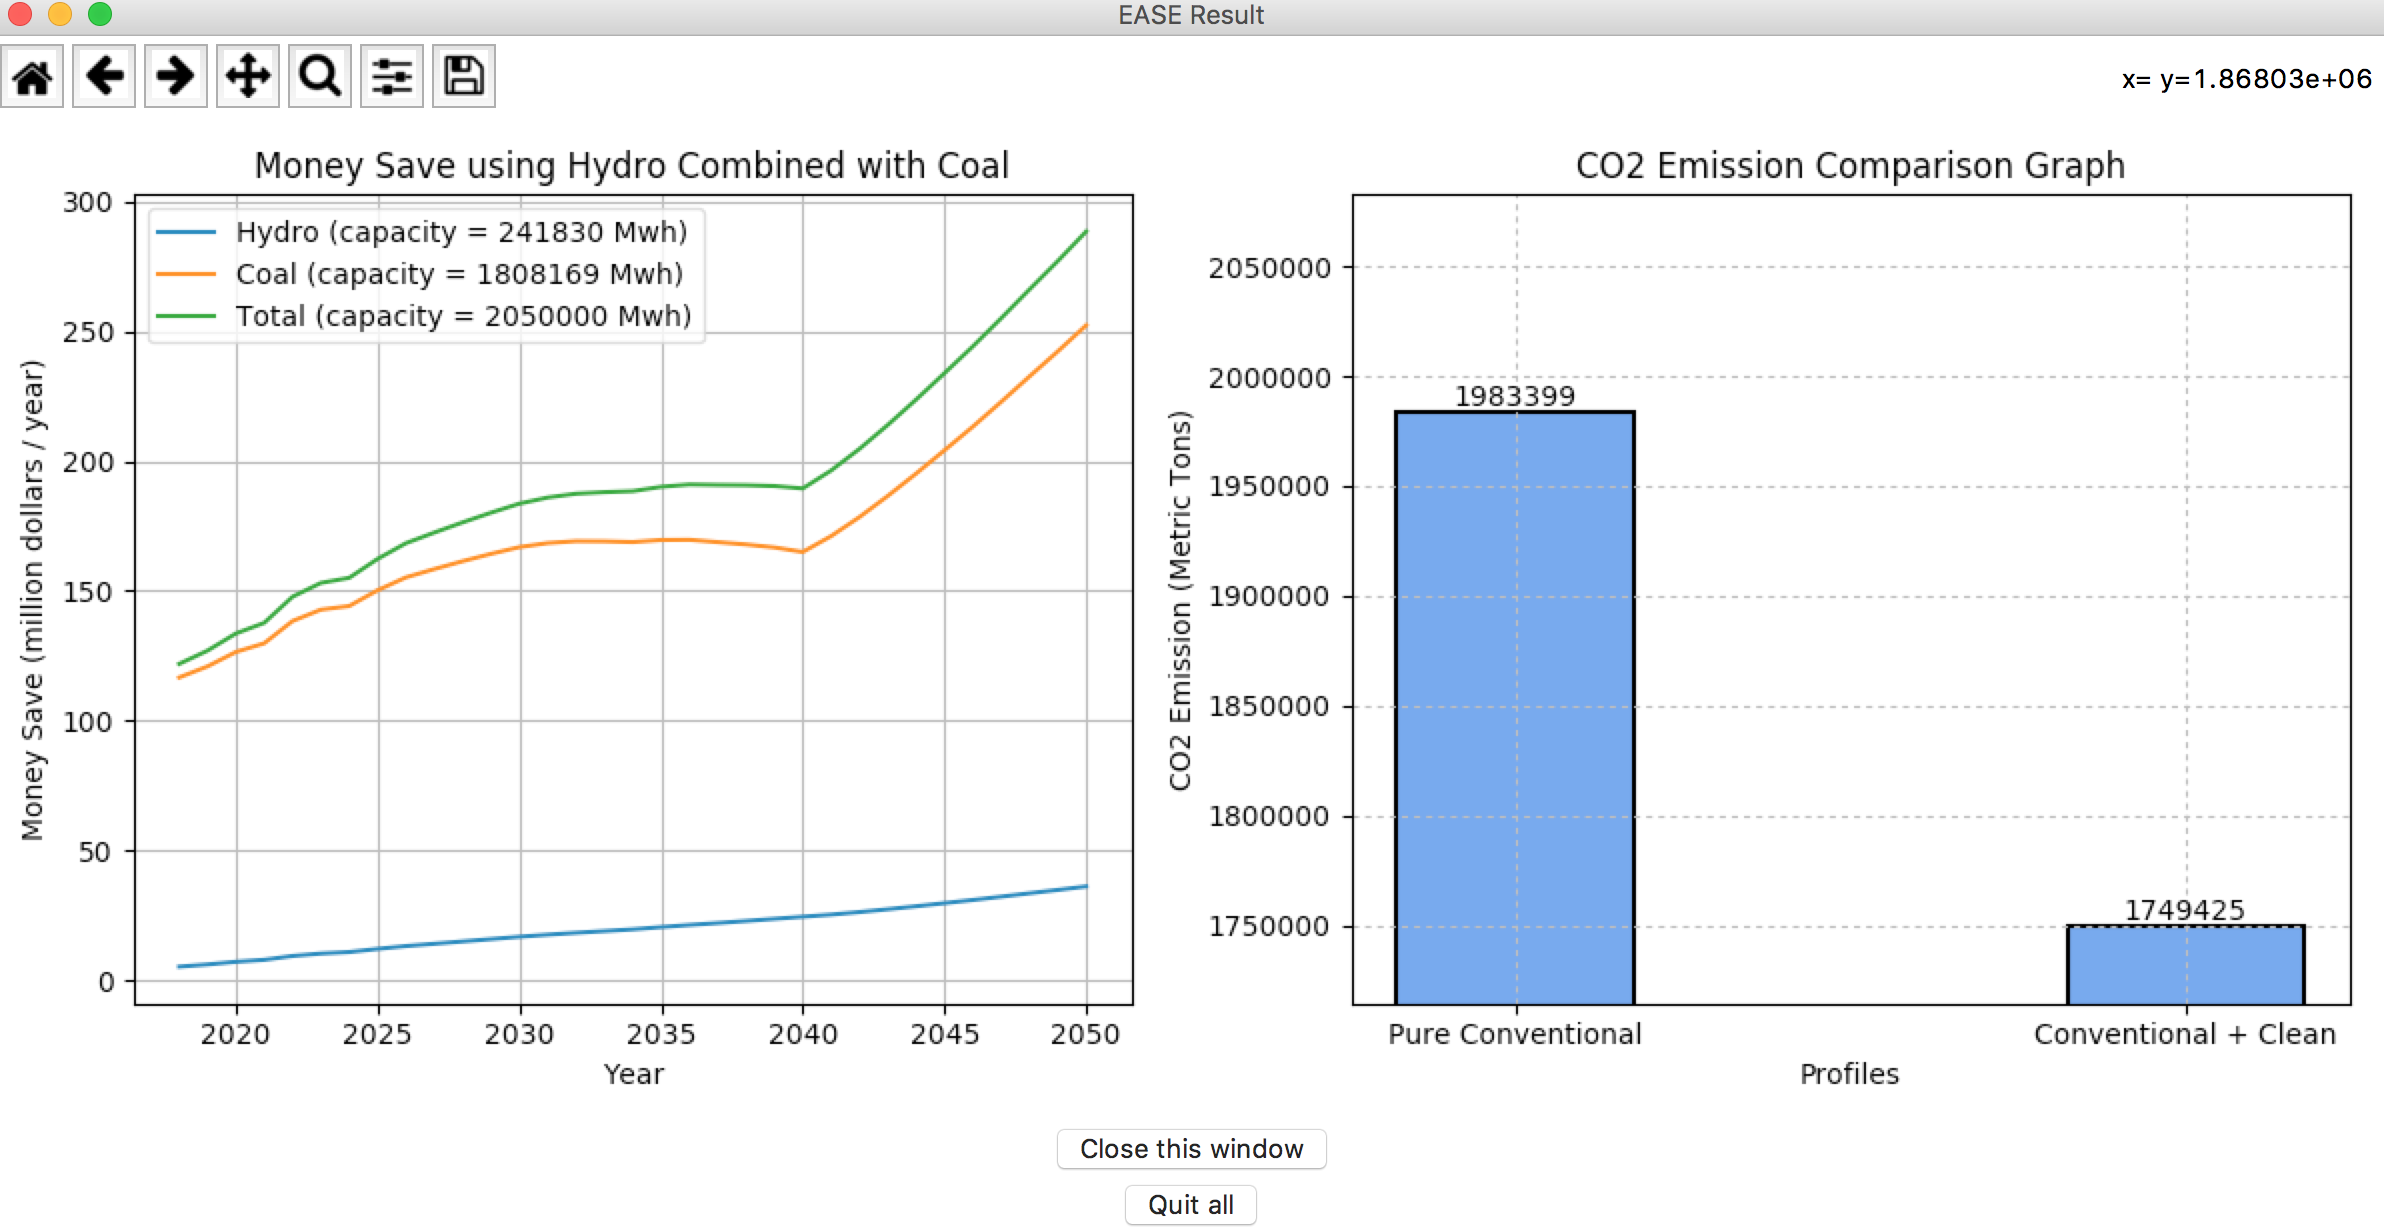 EASE Result
x= y=1.86803e+06
Money Save using Hydro Combined with Coal
Money Save (million dollars / year)
300
250
200
150
100
50
0
Hydro (capacity = 241830 Mwh)
Coal (capacity = 1808169 Mwh)
Total (capacity = 2050000 Mwh)
2020 2025 2030 2035 2040 2045 2050
Year
CO2 Emission Comparison Graph
CO2 Emission (Metric Tons)
2050000
2000000
1950000
1900000
1850000
1800000
1750000
1983399
1749425
Pure Conventional Conventional + Clean
Profiles
Close this window
Quit all